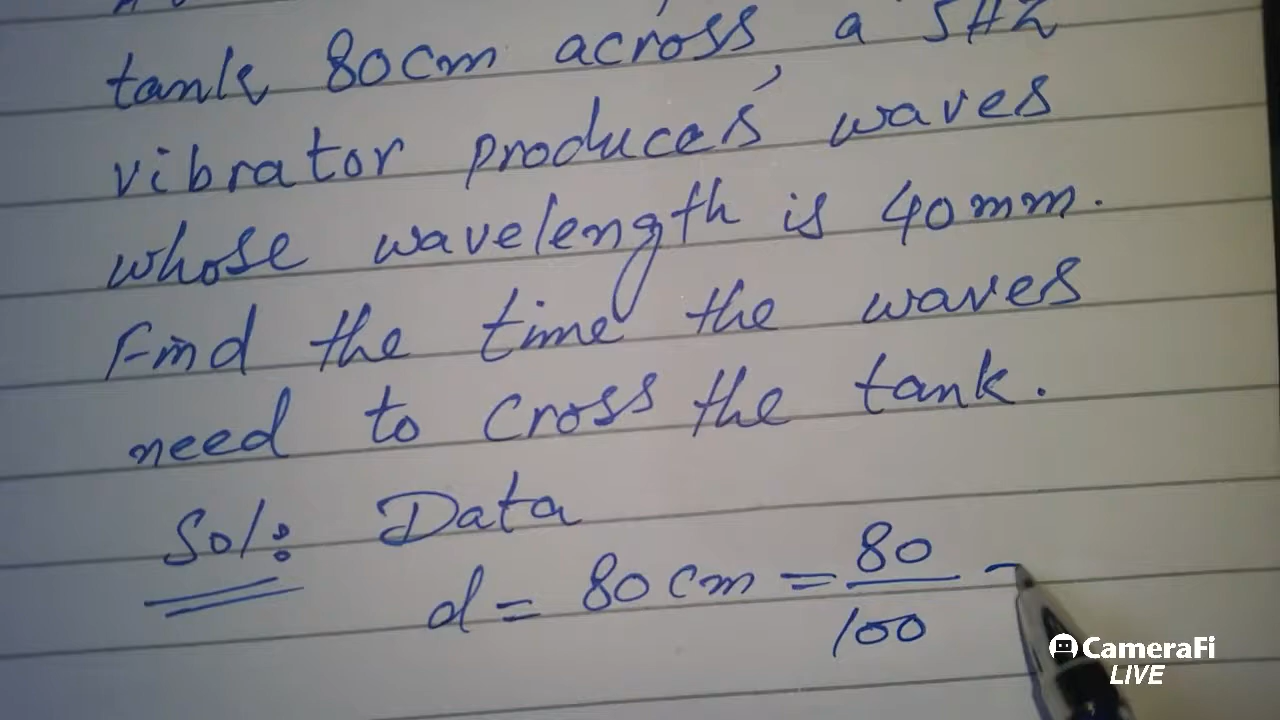 tank 80cm across a 5HZ
vibrator produces waves
whose wavelength is 40mm.
Find the time the waves
need to cross the tank.
Sol: Data
d = 80 cm = 80/100 -
CameraFi
LIVE